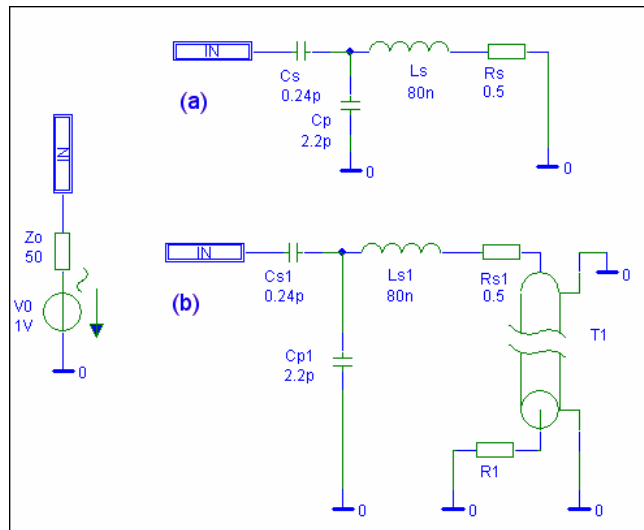 IN
Cs
0.24p
Ls
80n
Rs
0.5
(a)
Cp
2.2p
0
0
IN
Zo
50
V0
1V
0
IN
Cs1
0.24p
Ls1
80n
Rs1
0.5
0
(b)
Cp1
2.2p
T1
R1
0
0
0